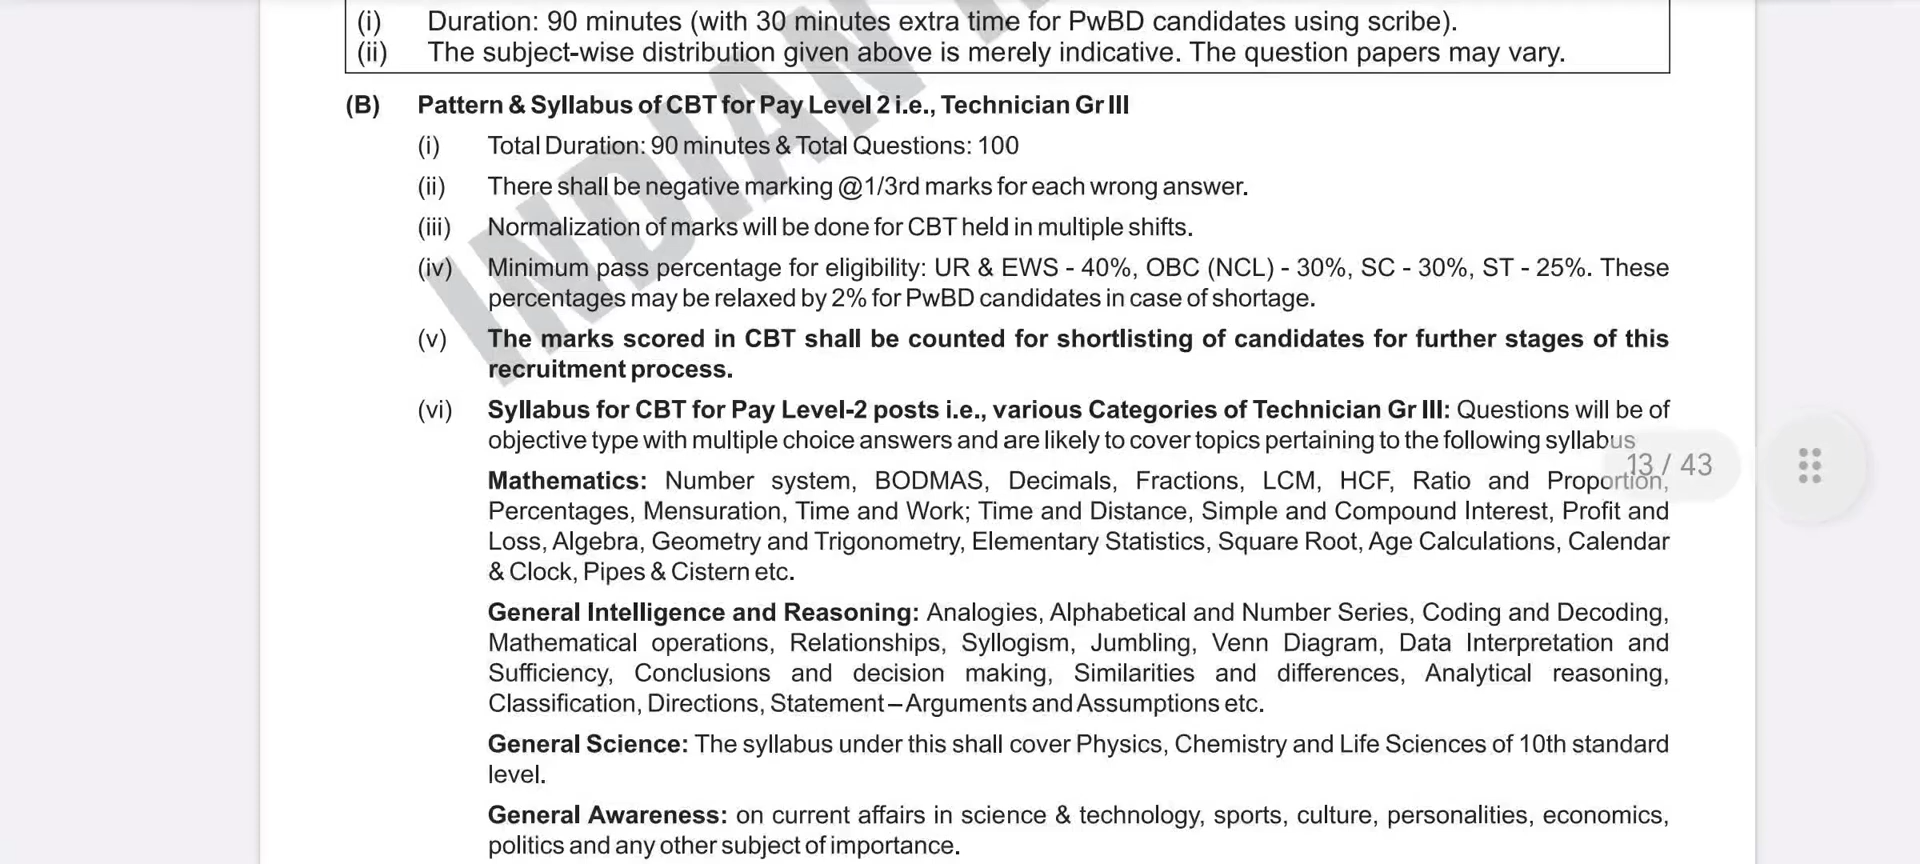 (i) Duration: 90 minutes (with 30 minutes extra time for PwBD candidates using scribe).
(ii) The subject-wise distribution given above is merely indicative. The question papers may vary.
(B) Pattern & Syllabus of CBT for Pay Level 2 i.e., Technician Gr III
(i) Total Duration: 90 minutes & Total Questions: 100
(ii) There shall be negative marking @1/3rd marks for each wrong answer.
(iii) Normalization of marks will be done for CBT held in multiple shifts.
(iv) Minimum pass percentage for eligibility: UR & EWS - 40%, OBC (NCL) - 30%, SC - 30%, ST - 25%. These
percentages may be relaxed by 2% for PwBD candidates in case of shortage.
(v) The marks scored in CBT shall be counted for shortlisting of candidates for further stages of this
recruitment process.
(vi) Syllabus for CBT for Pay Level-2 posts i.e., various Categories of Technician Gr III: Questions will be of
objective type with multiple choice answers and are likely to cover topics pertaining to the following syllabus
13 / 43
Mathematics: Number system, BODMAS, Decimals, Fractions, LCM, HCF, Ratio and Proportion,
Percentages, Mensuration, Time and Work; Time and Distance, Simple and Compound Interest, Profit and
Loss, Algebra, Geometry and Trigonometry, Elementary Statistics, Square Root, Age Calculations, Calendar
& Clock, Pipes & Cistern etc.
General Intelligence and Reasoning: Analogies, Alphabetical and Number Series, Coding and Decoding,
Mathematical operations, Relationships, Syllogism, Jumbling, Venn Diagram, Data Interpretation and
Sufficiency, Conclusions and decision making, Similarities and differences, Analytical reasoning,
Classification, Directions, Statement – Arguments and Assumptions etc.
General Science: The syllabus under this shall cover Physics, Chemistry and Life Sciences of 10th standard
level.
General Awareness: on current affairs in science & technology, sports, culture, personalities, economics,
politics and any other subject of importance.
INDIAN